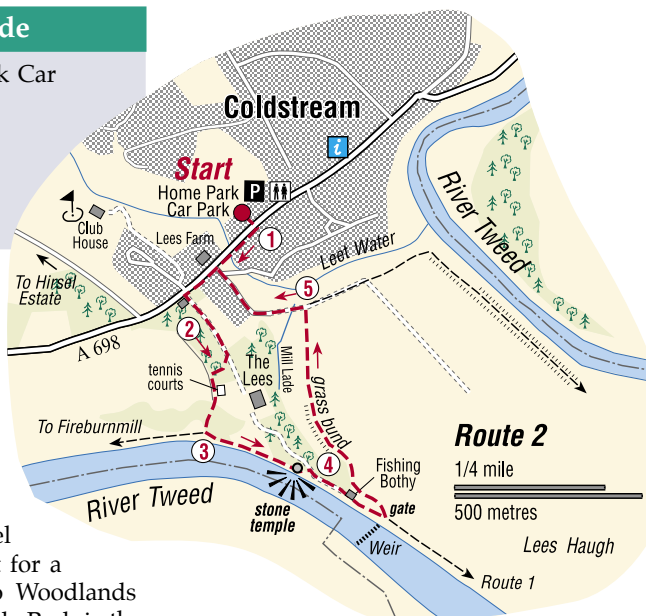 de
k Car
Coldstream
i
Start
Home Park P
Car Park
Club
House
Lees Farm
1
Leet Water
River Tweed
To Hirsel
Estate
5
2
A 698
tennis
courts
The
Lees
Mill Lade
grass bund
To Fireburnmill
3
4
Fishing
Bothy
gate
Route 2
1/4 mile
500 metres
River Tweed
stone
temple
Weir
Lees Haugh
Route 1
el
for a
o Woodlands